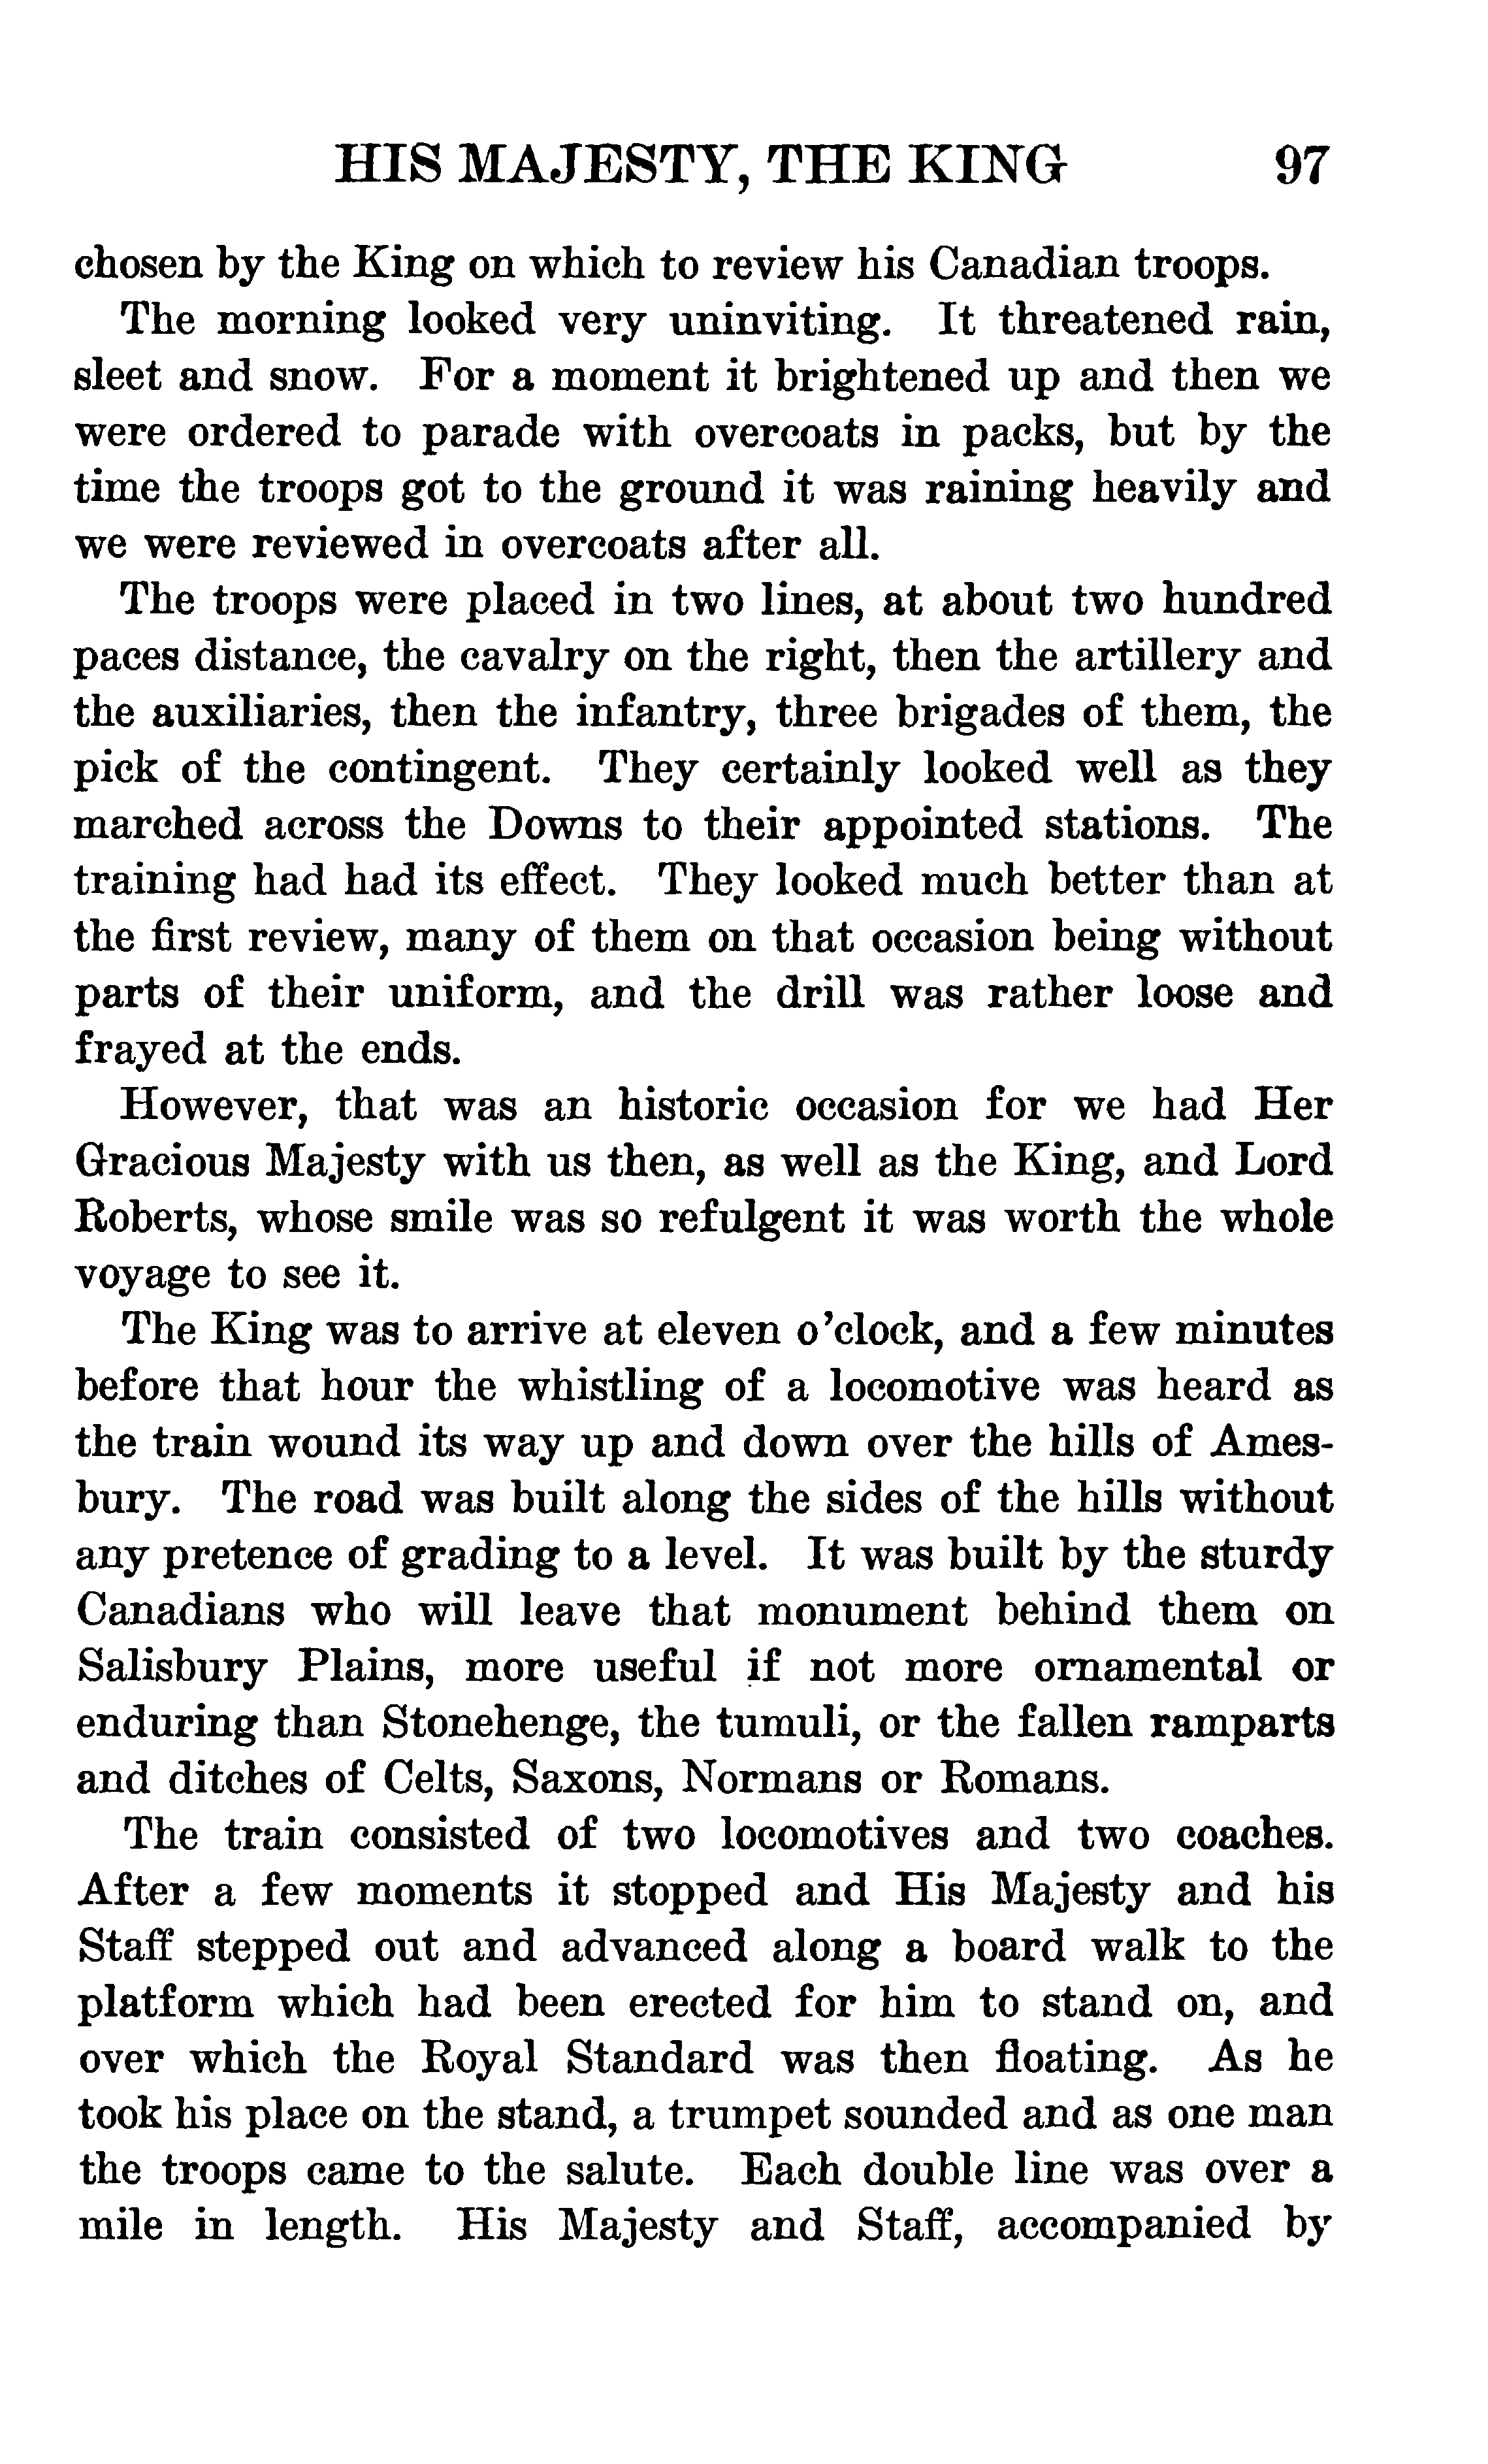 HIS MAJESTY, THE KING 97
chosen by the King on which to review his Canadian troops.
The morning looked very uninviting. It threatened rain,
sleet and snow. For a moment it brightened up and then we
were ordered to parade with overcoats in packs, but by the
time the troops got to the ground it was raining heavily and
we were reviewed in overcoats after all.
The troops were placed in two lines, at about two hundred
paces distance, the cavalry on the right, then the artillery and
the auxiliaries, then the infantry, three brigades of them, the
pick of the contingent. They certainly looked well as they
marched across the Downs to their appointed stations. The
training had had its effect. They looked much better than at
the first review, many of them on that occasion being without
parts of their uniform, and the drill was rather loose and
frayed at the ends.
However, that was an historic occasion for we had Her
Gracious Majesty with us then, as well as the King, and Lord
Roberts, whose smile was so refulgent it was worth the whole
voyage to see it.
The King was to arrive at eleven o'clock, and a few minutes
before that hour the whistling of a locomotive was heard as
the train wound its way up and down over the hills of Ames-
bury. The road was built along the sides of the hills without
any pretence of grading to a level. It was built by the sturdy
Canadians who will leave that monument behind them on
Salisbury Plains, more useful if not more ornamental or
enduring than Stonehenge, the tumuli, or the fallen ramparts
and ditches of Celts, Saxons, Normans or Romans.
The train consisted of two locomotives and two coaches.
After a few moments it stopped and His Majesty and his
Staff stepped out and advanced along a board walk to the
platform which had been erected for him to stand on, and
over which the Royal Standard was then floating. As he
took his place on the stand, a trumpet sounded and as one man
the troops came to the salute. Each double line was over a
mile in length. His Majesty and Staff, accompanied by